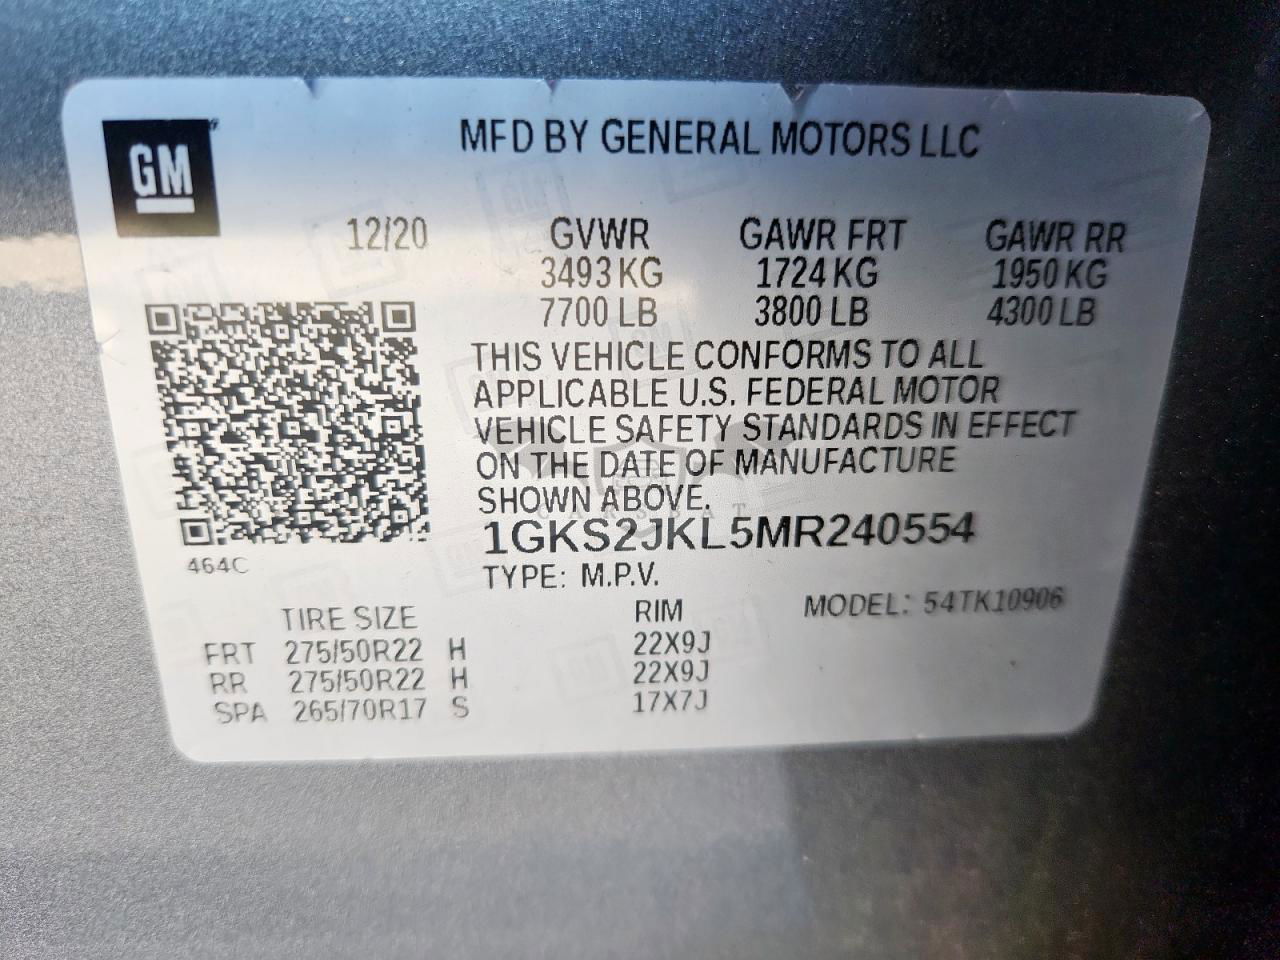 GM
MFD BY GENERAL MOTORS LLC
12/20 GVWR GAWR FRT GAWR RR
3493 KG 1724 KG 1950 KG
7700 LB 3800 LB 4300 LB
THIS VEHICLE CONFORMS TO ALL
APPLICABLE U.S. FEDERAL MOTOR
VEHICLE SAFETY STANDARDS IN EFFECT
ON THE DATE OF MANUFACTURE
SHOWN ABOVE.
1GKS2JKL5MR240554
464C
TYPE: M.P.V.
TIRE SIZE RIM MODEL: 54TK10906
FRT 275/50R22 H 22X9J
RR 275/50R22 H 22X9J
SPA 265/70R17 S 17X7J